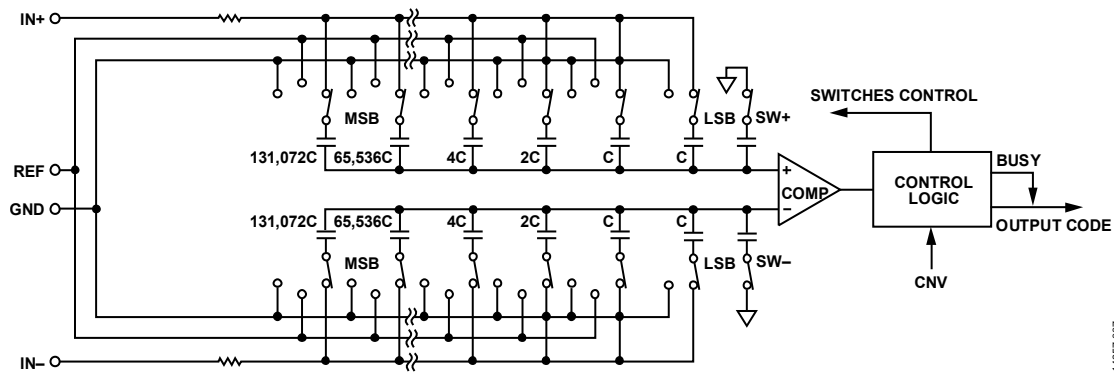 IN+
SWITCHES CONTROL
MSB
LSB
SW+
131,072C
65,536C
4C
2C
C
C
BUSY
REF
+
COMP
−
CONTROL
LOGIC
GND
OUTPUT CODE
131,072C
65,536C
4C
2C
C
C
MSB
LSB
SW−
CNV
IN−